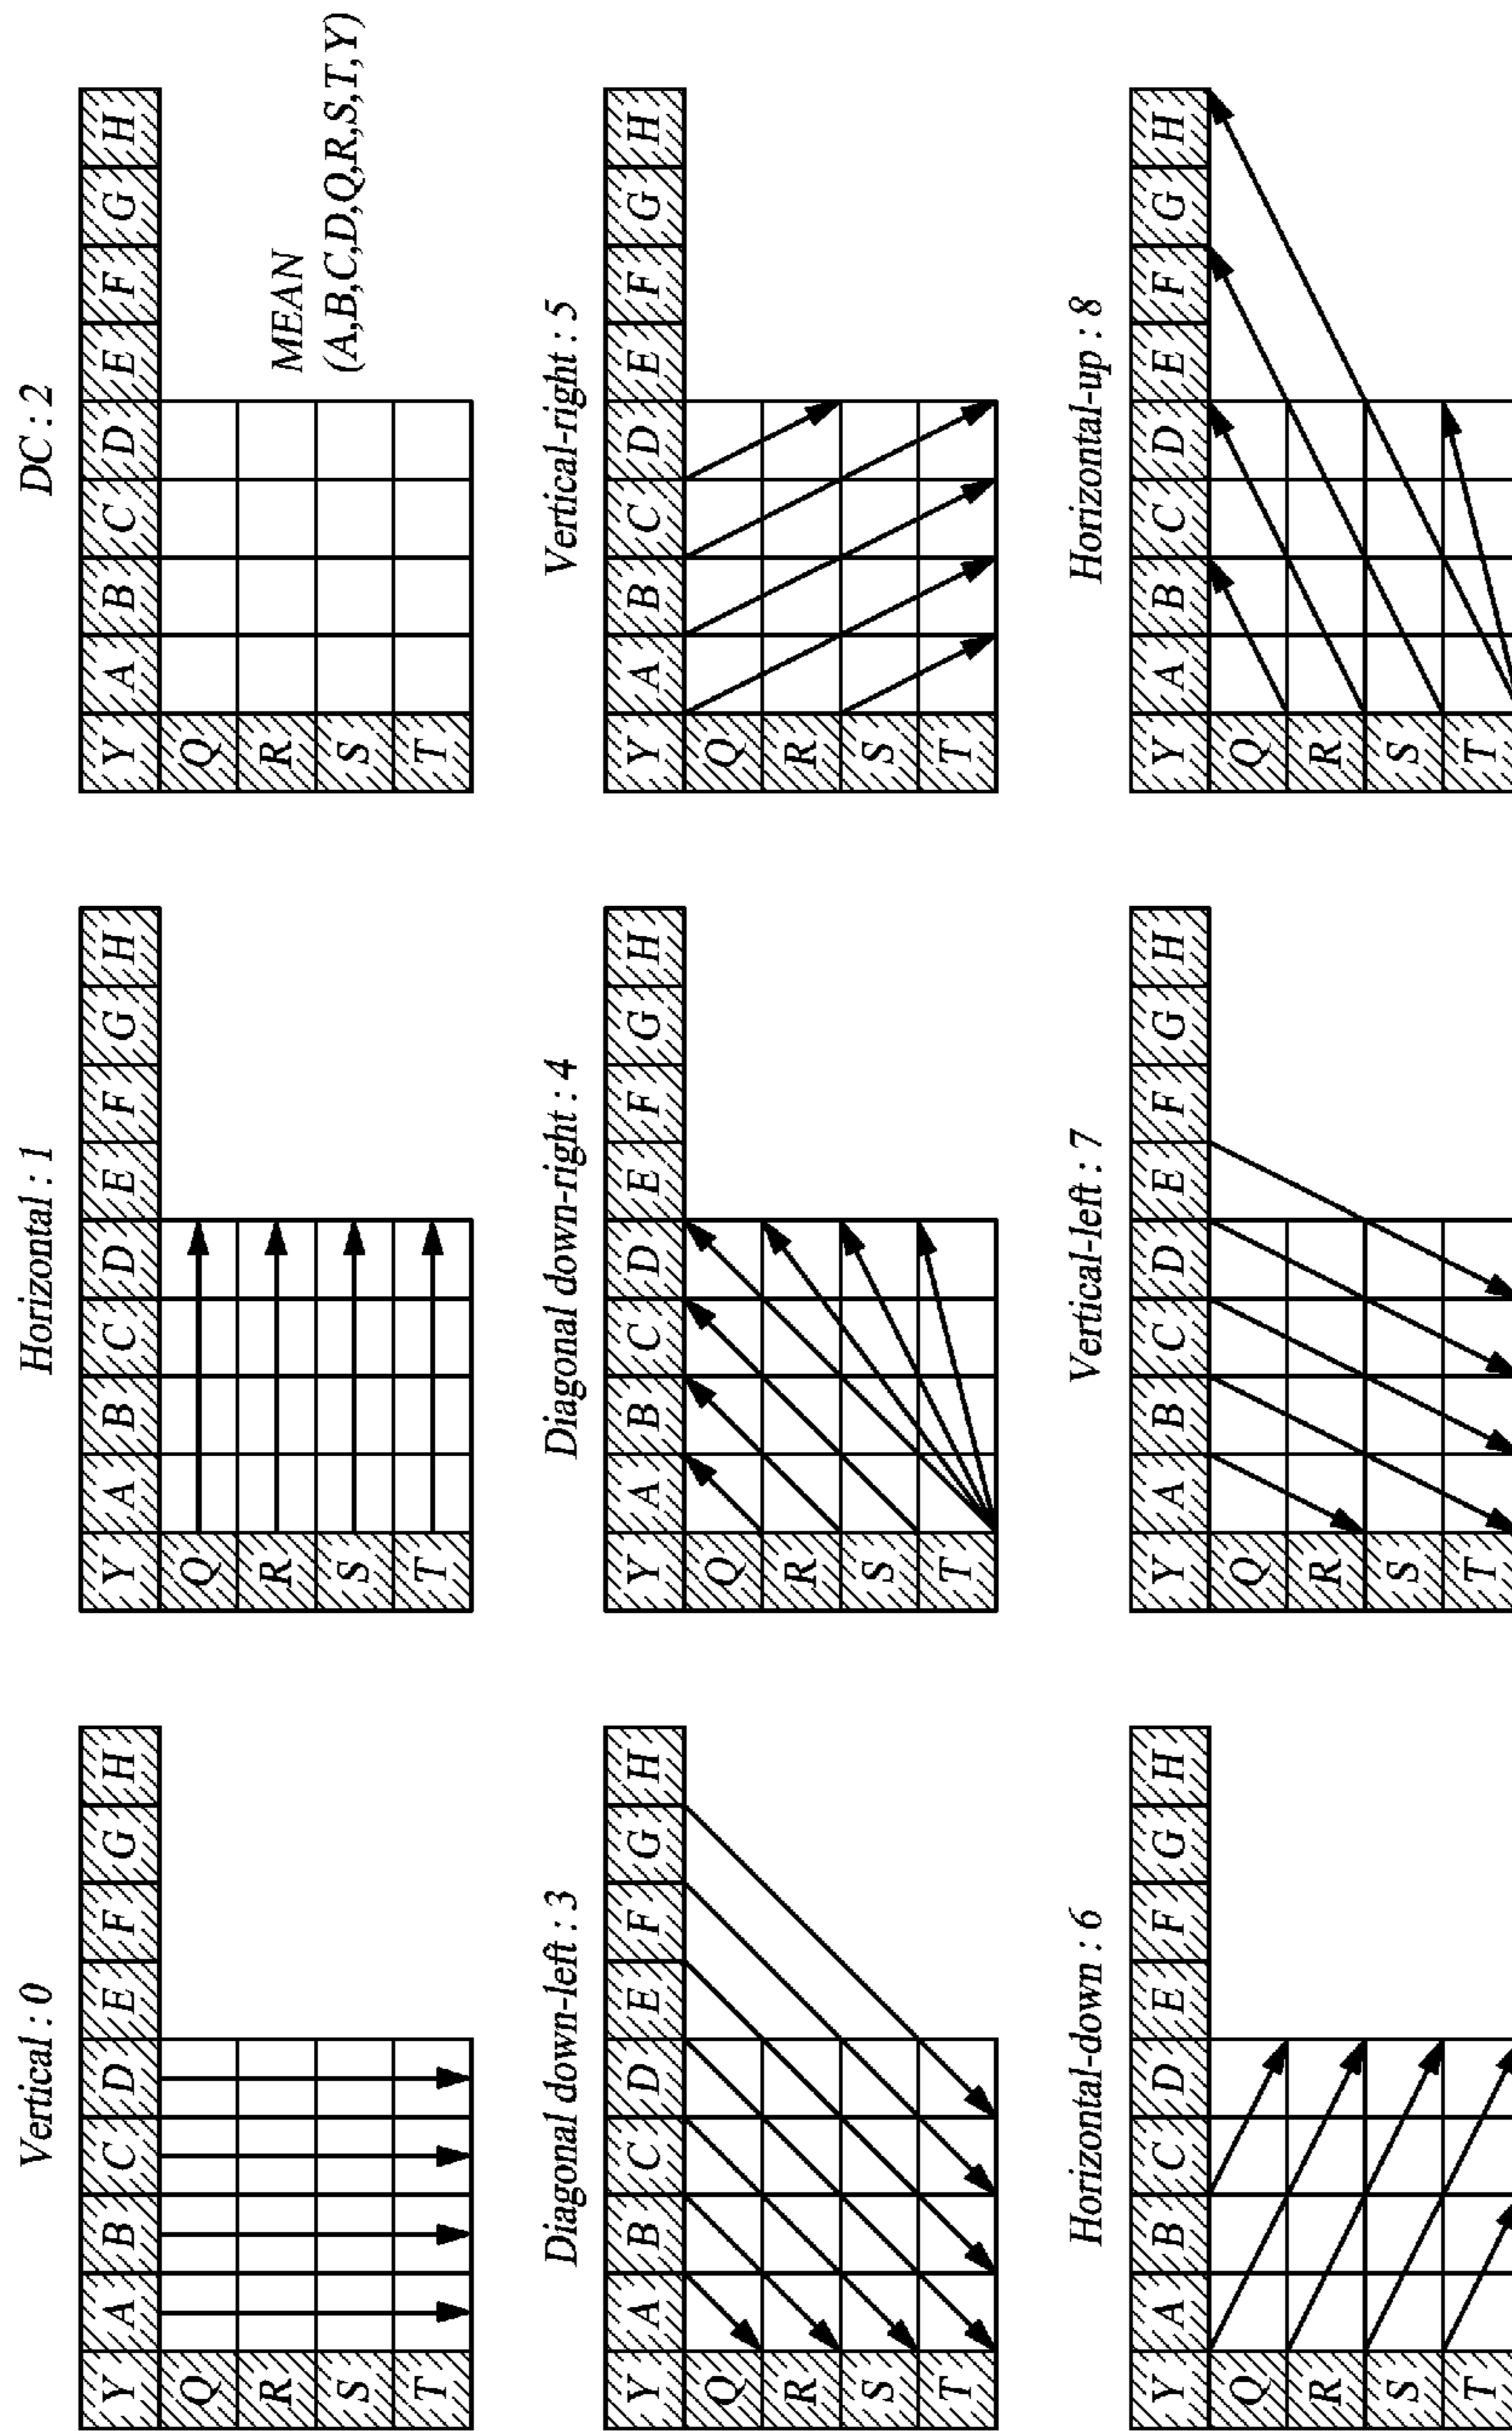 Vertical : 0
Y A B C D E F G H
Q
R
S
T
Horizontal : 1
Y A B C D E F G H
Q
R
S
T
DC : 2
Y A B C D E F G H
Q
R
S
T
MEAN
(A,B,C,D,Q,R,S,T,Y)
Diagonal down-left : 3
Y A B C D E F G H
Q
R
S
T
Diagonal down-right : 4
Y A B C D E F G H
Q
R
S
T
Vertical-right : 5
Y A B C D E F G H
Q
R
S
T
Horizontal-down : 6
Y A B C D E F G H
Q
R
S
T
Vertical-left : 7
Y A B C D E F G H
Q
R
S
T
Horizontal-up : 8
Y A B C D E F G H
Q
R
S
T